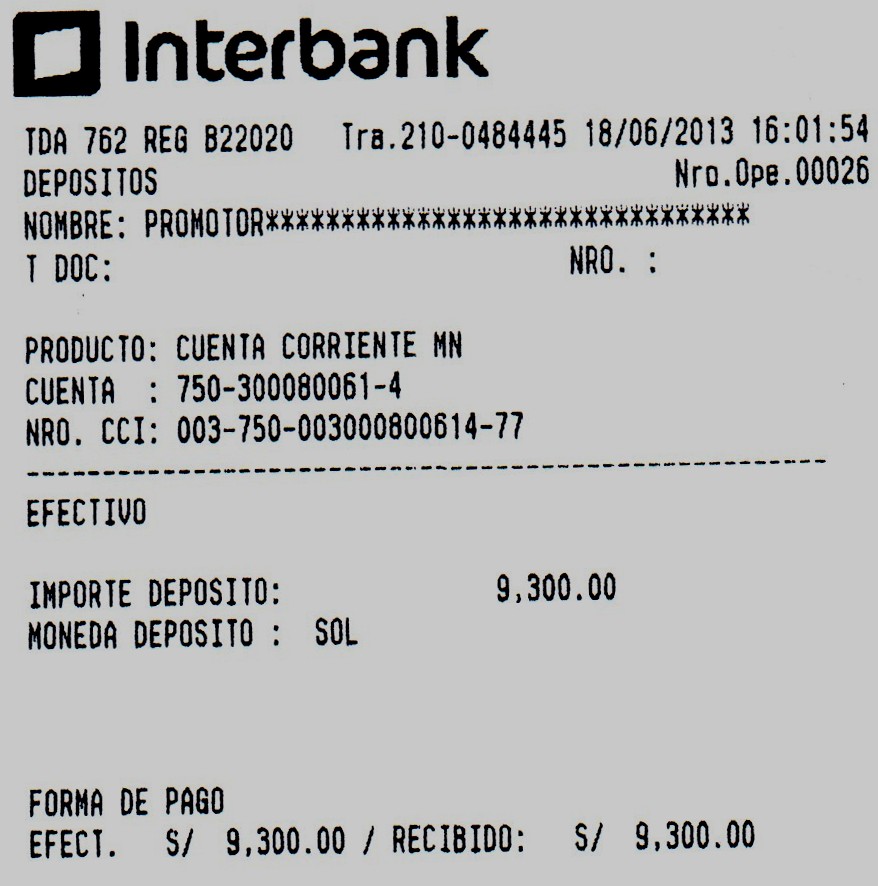 Interbank
TDA 762 REG B22020 Tra.210-0484445 18/06/2013 16:01:54
DEPOSITOS Nro.Ope.00026
NOMBRE: PROMOTOR********************************
T DOC: NRO. :
PRODUCTO: CUENTA CORRIENTE MN
CUENTA : 750-300080061-4
NRO. CCI: 003-750-003000800614-77
-----------------------------------------------------
EFECTIVO
IMPORTE DEPOSITO: 9,300.00
MONEDA DEPOSITO : SOL
FORMA DE PAGO
EFECT. S/ 9,300.00 / RECIBIDO: S/ 9,300.00